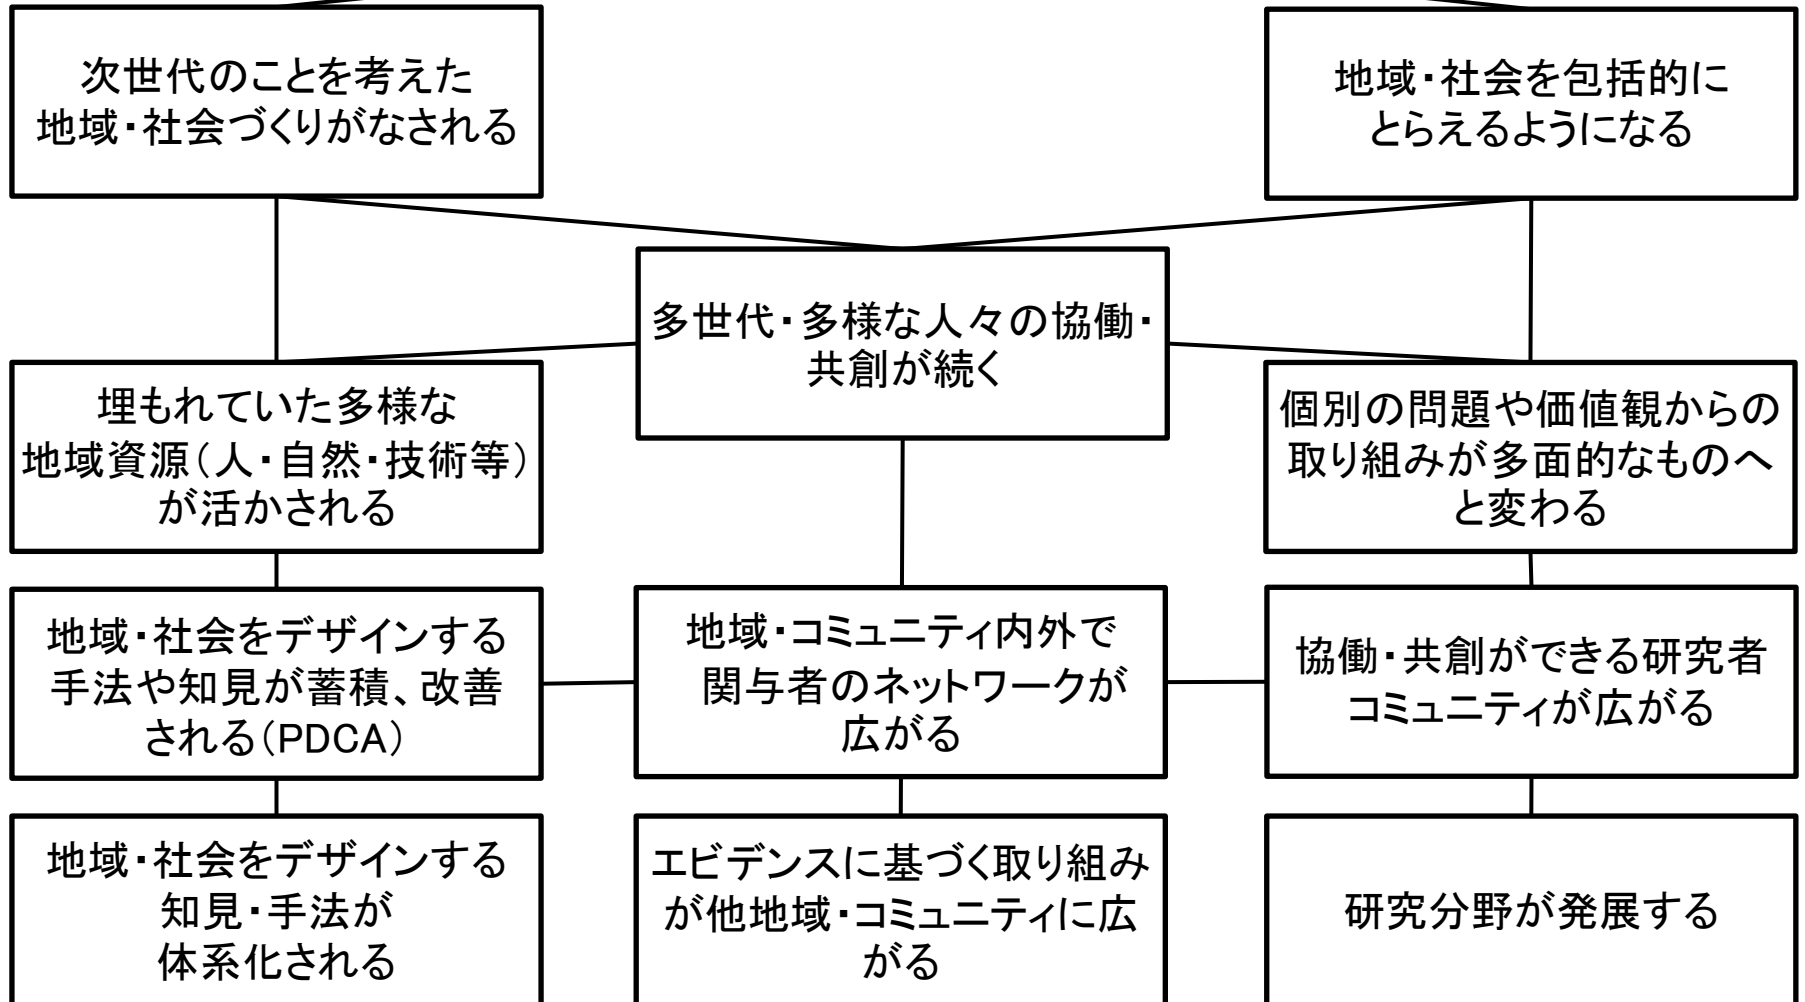 次世代のことを考えた
地域・社会づくりがなされる
地域・社会を包括的に
とらえるようになる
多世代・多様な人々の協働・
共創が続く
埋もれていた多様な
地域資源（人・自然・技術等）
が活かされる
個別の問題や価値観からの
取り組みが多面的なものへ
と変わる
地域・社会をデザインする
手法や知見が蓄積、改善
される（PDCA）
地域・コミュニティ内外で
関与者のネットワークが
広がる
協働・共創ができる研究者
コミュニティが広がる
地域・社会をデザインする
知見・手法が
体系化される
エビデンスに基づく取り組み
が他地域・コミュニティに広
がる
研究分野が発展する